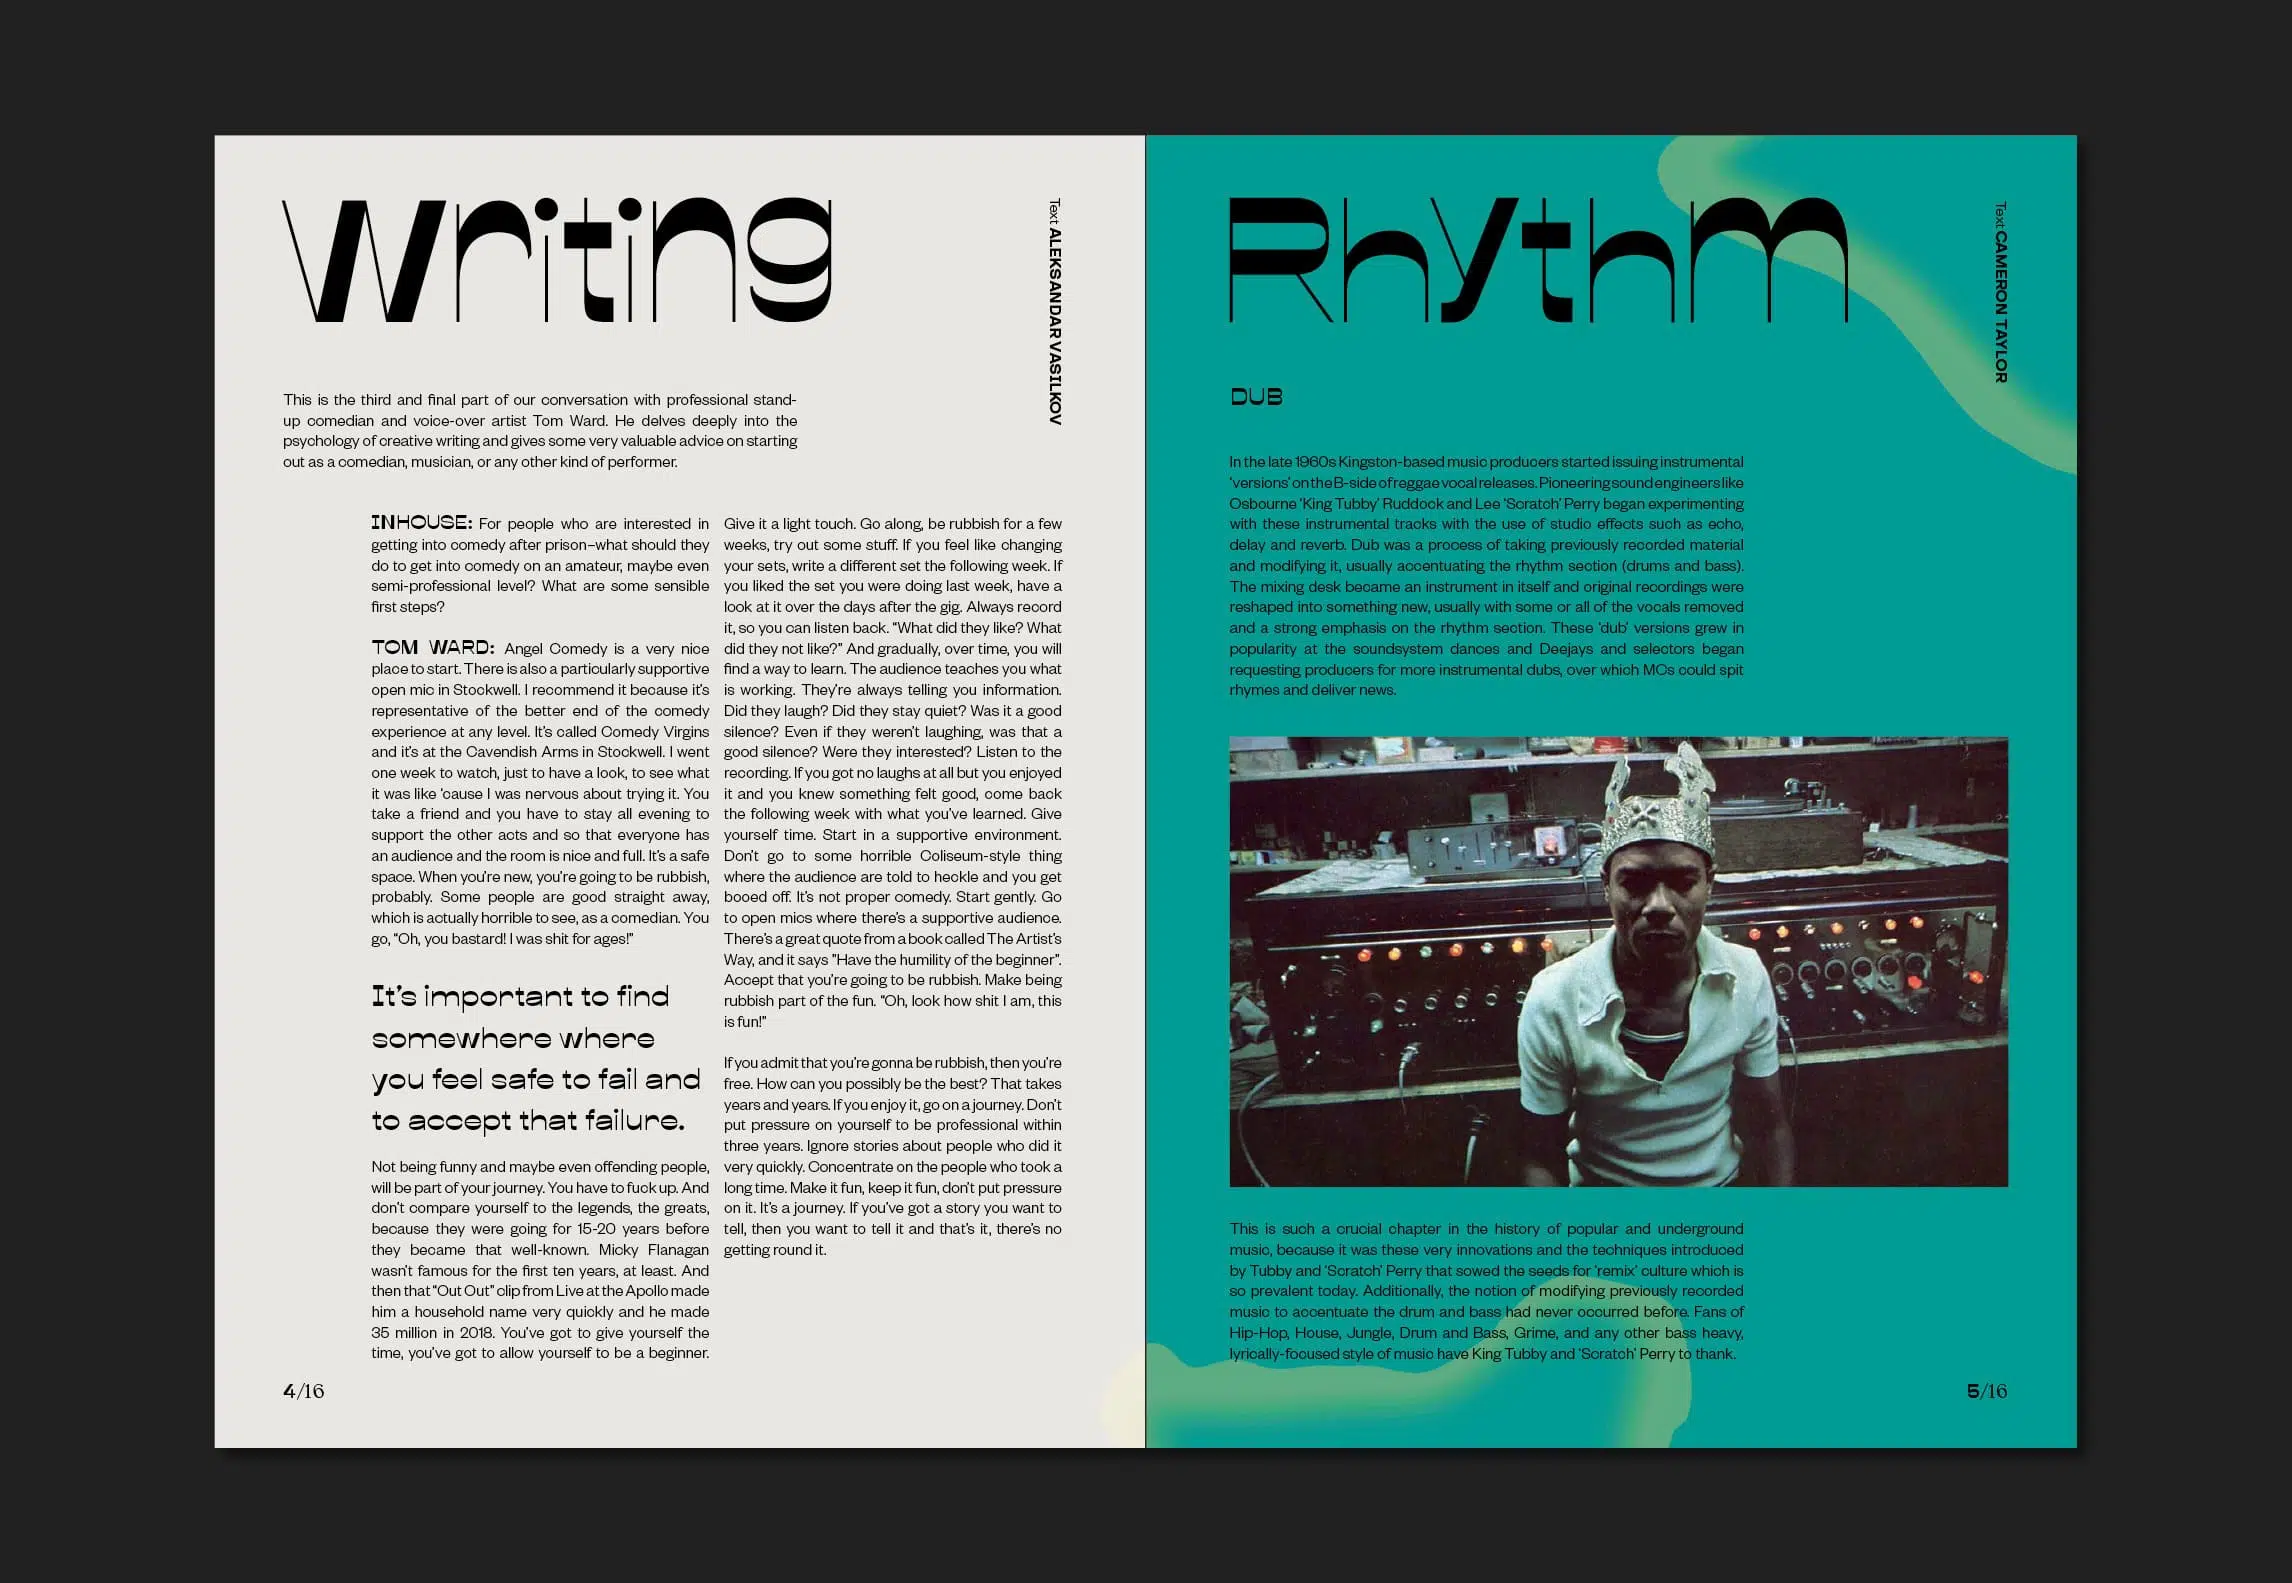 Writing
Text ALEKSANDAR VASILKOV
This is the third and final part of our conversation with professional stand-
up comedian and voice-over artist Tom Ward. He delves deeply into the
psychology of creative writing and gives some very valuable advice on starting
out as a comedian, musician, or any other kind of performer.
INHOUSE: For people who are interested in
getting into comedy after prison–what should they
do to get into comedy on an amateur, maybe even
semi-professional level? What are some sensible
first steps?
TOM WARD: Angel Comedy is a very nice
place to start. There is also a particularly supportive
open mic in Stockwell. I recommend it because it’s
representative of the better end of the comedy
experience at any level. It’s called Comedy Virgins
and it’s at the Cavendish Arms in Stockwell. I went
one week to watch, just to have a look, to see what
it was like ‘cause I was nervous about trying it. You
take a friend and you have to stay all evening to
support the other acts and so that everyone has
an audience and the room is nice and full. It’s a safe
space. When you’re new, you’re going to be rubbish,
probably. Some people are good straight away,
which is actually horrible to see, as a comedian. You
go, “Oh, you bastard! I was shit for ages!”
It’s important to find
somewhere where
you feel safe to fail and
to accept that failure.
Not being funny and maybe even offending people,
will be part of your journey. You have to fuck up. And
don’t compare yourself to the legends, the greats,
because they were going for 15-20 years before
they became that well-known. Micky Flanagan
wasn’t famous for the first ten years, at least. And
then that “Out Out” clip from Live at the Apollo made
him a household name very quickly and he made
35 million in 2018. You’ve got to give yourself the
time, you’ve got to allow yourself to be a beginner.
Give it a light touch. Go along, be rubbish for a few
weeks, try out some stuff. If you feel like changing
your sets, write a different set the following week. If
you liked the set you were doing last week, have a
look at it over the days after the gig. Always record
it, so you can listen back. “What did they like? What
did they not like?” And gradually, over time, you will
find a way to learn. The audience teaches you what
is working. They’re always telling you information.
Did they laugh? Did they stay quiet? Was it a good
silence? Even if they weren’t laughing, was that a
good silence? Were they interested? Listen to the
recording. If you got no laughs at all but you enjoyed
it and you knew something felt good, come back
the following week with what you’ve learned. Give
yourself time. Start in a supportive environment.
Don’t go to some horrible Coliseum-style thing
where the audience are told to heckle and you get
booed off. It’s not proper comedy. Start gently. Go
to open mics where there’s a supportive audience.
There’s a great quote from a book called The Artist’s
Way, and it says "Have the humility of the beginner".
Accept that you’re going to be rubbish. Make being
rubbish part of the fun. “Oh, look how shit I am, this
is fun!”
If you admit that you’re gonna be rubbish, then you’re
free. How can you possibly be the best? That takes
years and years. If you enjoy it, go on a journey. Don’t
put pressure on yourself to be professional within
three years. Ignore stories about people who did it
very quickly. Concentrate on the people who took a
long time. Make it fun, keep it fun, don’t put pressure
on it. It’s a journey. If you’ve got a story you want to
tell, then you want to tell it and that’s it, there’s no
getting round it.
4/16
Rhythm
Text CAMERON TAYLOR
DUB
In the late 1960s Kingston-based music producers started issuing instrumental
‘versions’ on the B-side of reggae vocal releases. Pioneering sound engineers like
Osbourne ‘King Tubby’ Ruddock and Lee ‘Scratch’ Perry began experimenting
with these instrumental tracks with the use of studio effects such as echo,
delay and reverb. Dub was a process of taking previously recorded material
and modifying it, usually accentuating the rhythm section (drums and bass).
The mixing desk became an instrument in itself and original recordings were
reshaped into something new, usually with some or all of the vocals removed
and a strong emphasis on the rhythm section. These ‘dub’ versions grew in
popularity at the soundsystem dances and Deejays and selectors began
requesting producers for more instrumental dubs, over which MCs could spit
rhymes and deliver news.
This is such a crucial chapter in the history of popular and underground
music, because it was these very innovations and the techniques introduced
by Tubby and ‘Scratch’ Perry that sowed the seeds for ‘remix’ culture which is
so prevalent today. Additionally, the notion of modifying previously recorded
music to accentuate the drum and bass had never occurred before. Fans of
Hip-Hop, House, Jungle, Drum and Bass, Grime, and any other bass heavy,
lyrically-focused style of music have King Tubby and ‘Scratch’ Perry to thank.
5/16